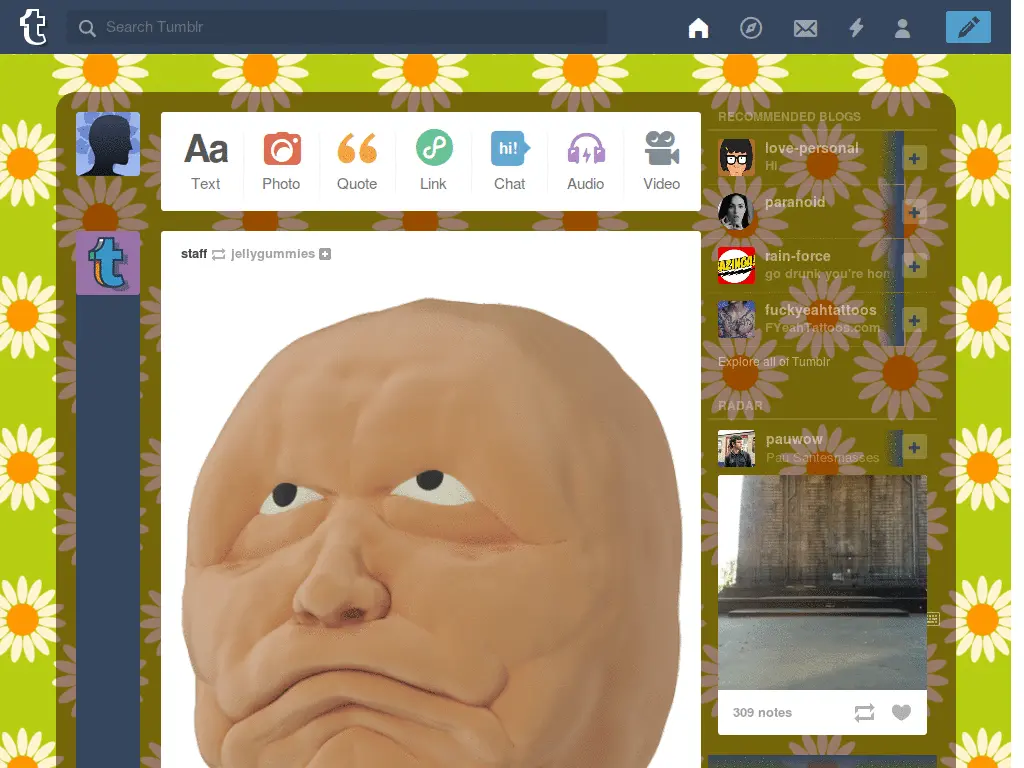 t
Search Tumblr
Aa
Text
Photo
Quote
Link
hi!
Chat
Audio
Video
staff jellygummies
t
RECOMMENDED BLOGS
love-personal
Hi
paranoid
BAZINGA!
rain-force
go drunk, you're hom
fuckyeahtattoos
FYeahTattoos.com
Explore all of Tumblr
RADAR
pauwow
Pau Santesmasses
309 notes